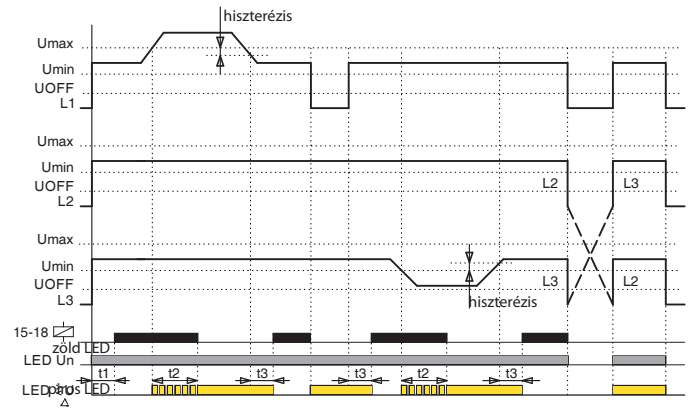 hiszterézis
Umax
Umin
UOFF
L1
Umax
Umin
UOFF
L2
L2 L3
Umax
Umin
UOFF
L3
L3 L2
hiszterézis
15-18
zöld LED
LED Un
t1 t2 t3 t3 t2 t3
piros LED
LED